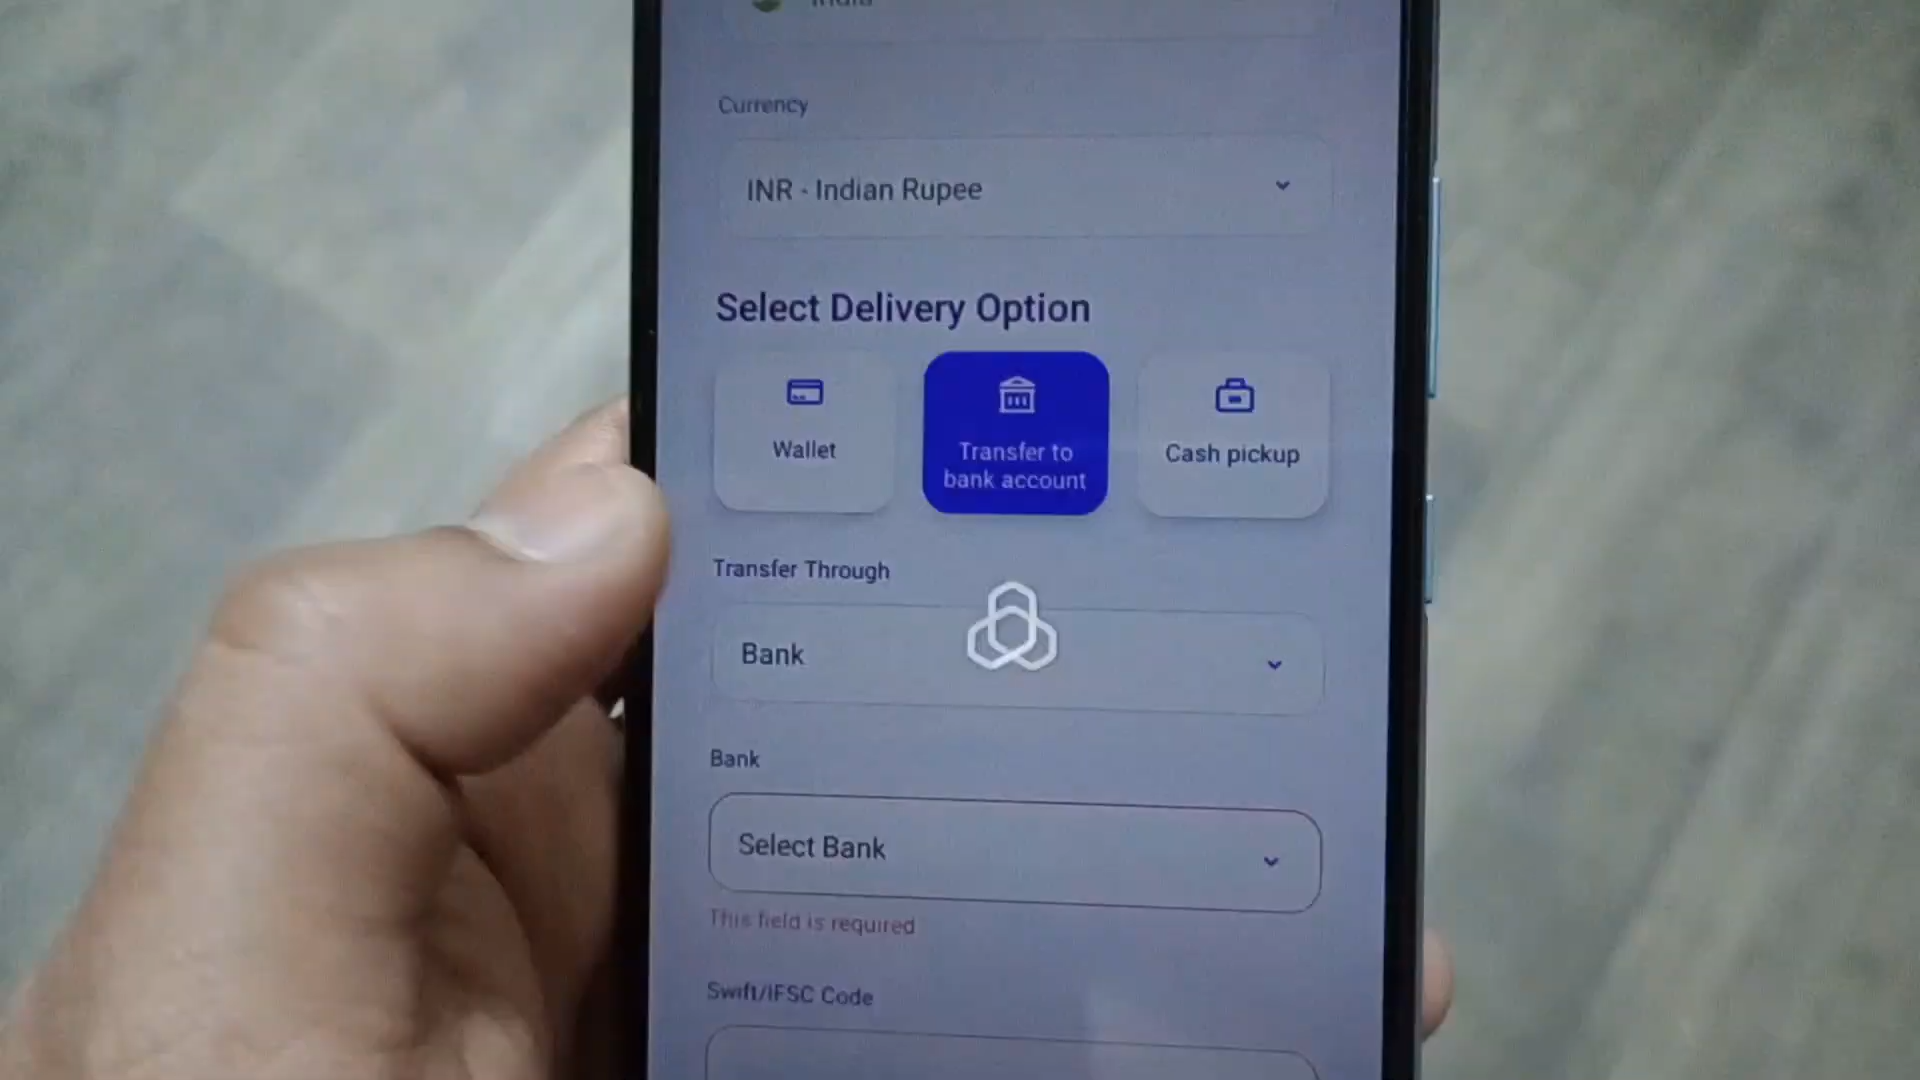 India
Currency
INR - Indian Rupee
Select Delivery Option
Wallet
Transfer to
bank account
Cash pickup
Transfer Through
Bank
Bank
Select Bank
This field is required
Swift/IFSC Code